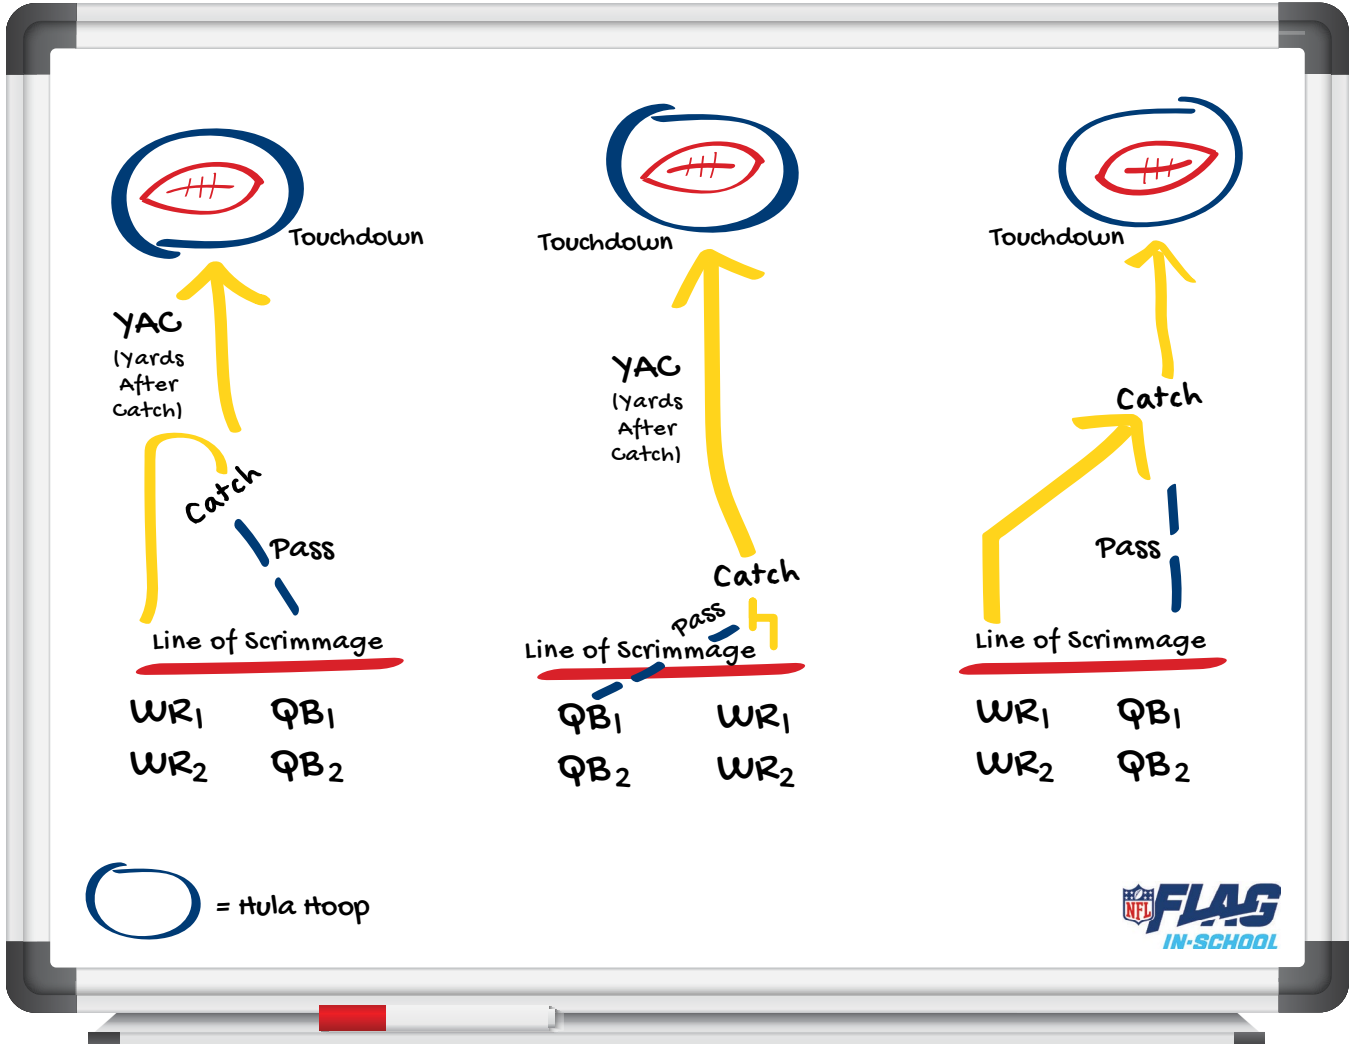 Touchdown
YAC
(Yards
After
Catch)
Catch
Pass
Line of Scrimmage
WR1 QB1
WR2 QB2
Touchdown
YAC
(Yards
After
Catch)
Catch
Pass
Line of Scrimmage
QB1 WR1
QB2 WR2
Touchdown
Catch
Pass
Line of Scrimmage
WR1 QB1
WR2 QB2
= Hula Hoop
NFL FLAG
IN-SCHOOL